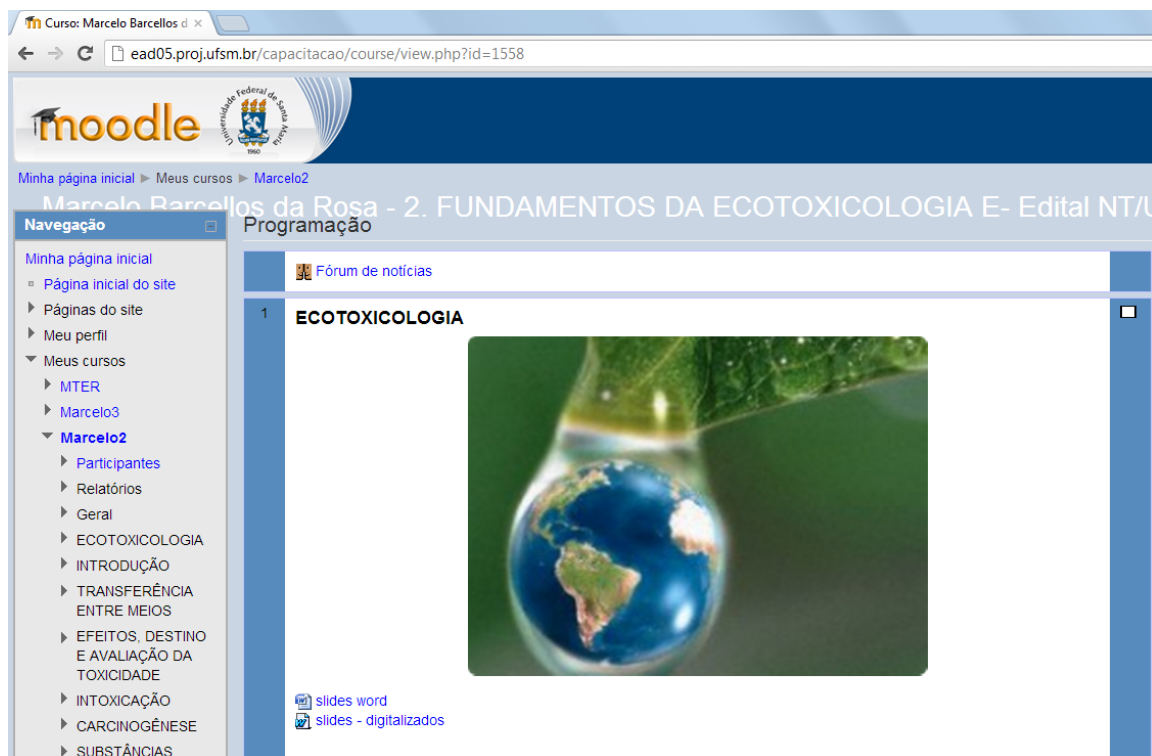 Curso: Marcelo Barcellos d
ead05.proj.ufsm.br/capacitacao/course/view.php?id=1558
moodle
Universidade Federal de Santa Maria
1960
Minha página inicial ► Meus cursos ► Marcelo2
Marcelo Barcellos da Rosa - 2. FUNDAMENTOS DA ECOTOXICOLOGIA E- Edital NT/
Navegação
Minha página inicial
Página inicial do site
Páginas do site
Meu perfil
Meus cursos
MTER
Marcelo3
Marcelo2
Participantes
Relatórios
Geral
ECOTOXICOLOGIA
INTRODUÇÃO
TRANSFERÊNCIA
ENTRE MEIOS
EFEITOS, DESTINO
E AVALIAÇÃO DA
TOXICIDADE
INTOXICAÇÃO
CARCINOGÊNESE
SUBSTÂNCIAS
Programação
Fórum de notícias
1
ECOTOXICOLOGIA
slides word
slides - digitalizados